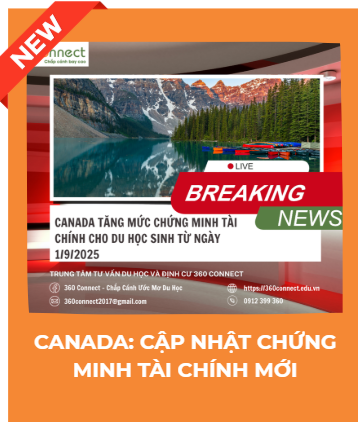 NEW
nnect
Chắp cánh bay cao
LIVE
BREAKING
NEWS
CANADA TĂNG MỨC CHỨNG MINH TÀI
CHÍNH CHO DU HỌC SINH TỪ NGÀY
1/9/2025
TRUNG TÂM TƯ VẤN DU HỌC VÀ ĐỊNH CƯ 360 CONNECT
360 Connect - Chắp Cánh Ước Mơ Du Học
https://360connect.edu.vn
360connect2017@gmail.com
0912 399 360
CANADA: CẬP NHẬT CHỨNG
MINH TÀI CHÍNH MỚI